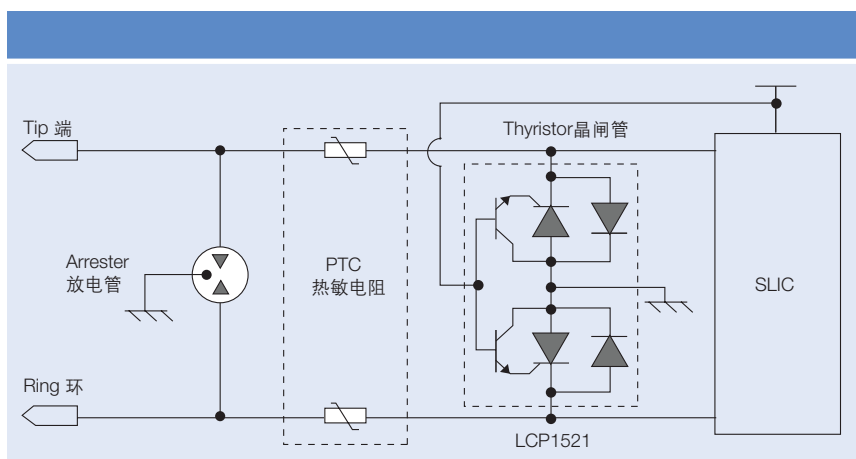 Tip 端
Thyristor晶闸管
Arrester
放电管
PTC
热敏电阻
SLIC
Ring 环
LCP1521